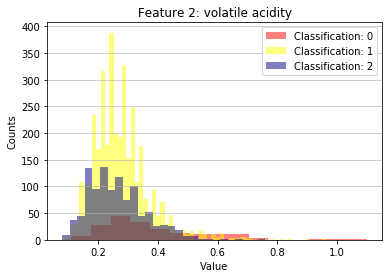 Feature 2: volatile acidity
Classification: 0
Classification: 1
Classification: 2
Counts
400
350
300
250
200
150
100
50
0
0.2 0.4 0.6 0.8 1.0
Value